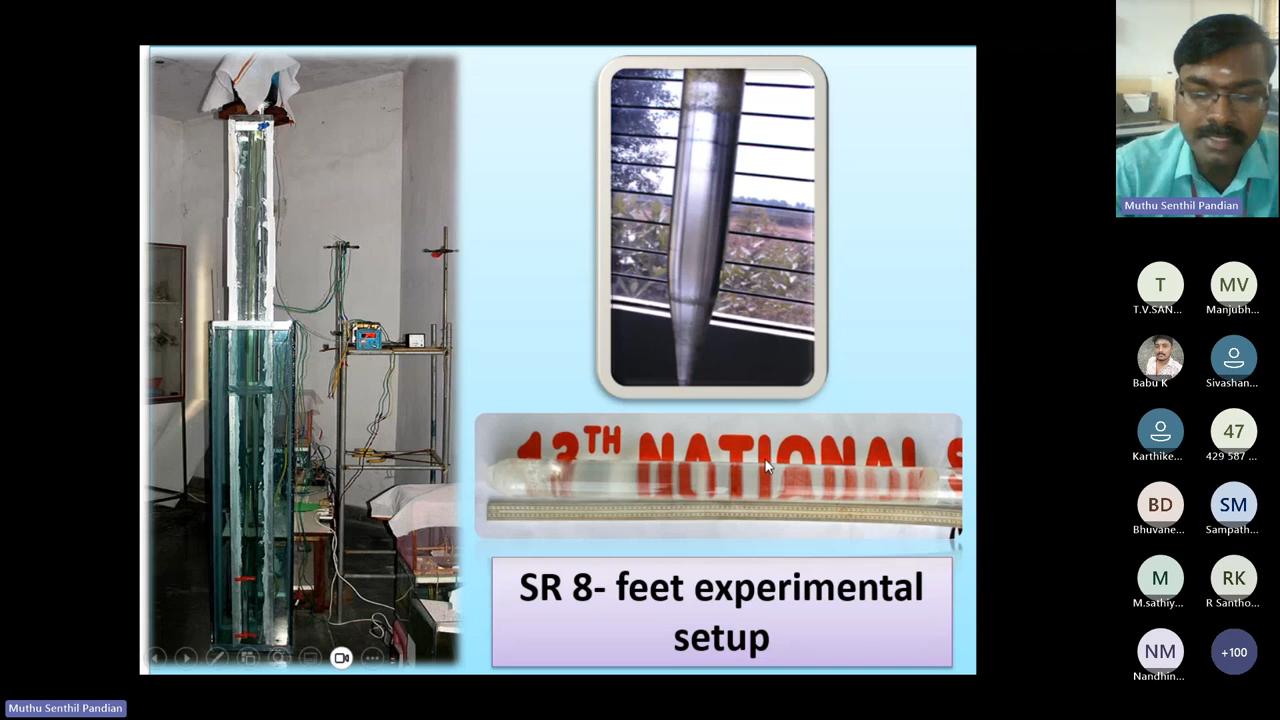 13TH NATIONAL S
SR 8- feet experimental
setup
Muthu Senthil Pandian
T
T.V.SAN...
MV
Manjubh...
Babu K
Sivashan...
Karthike...
47
429 587 ...
BD
Bhuvane...
SM
Sampath...
M
M.sathiy...
RK
R Santho...
NM
Nandhin...
+100
Muthu Senthil Pandian